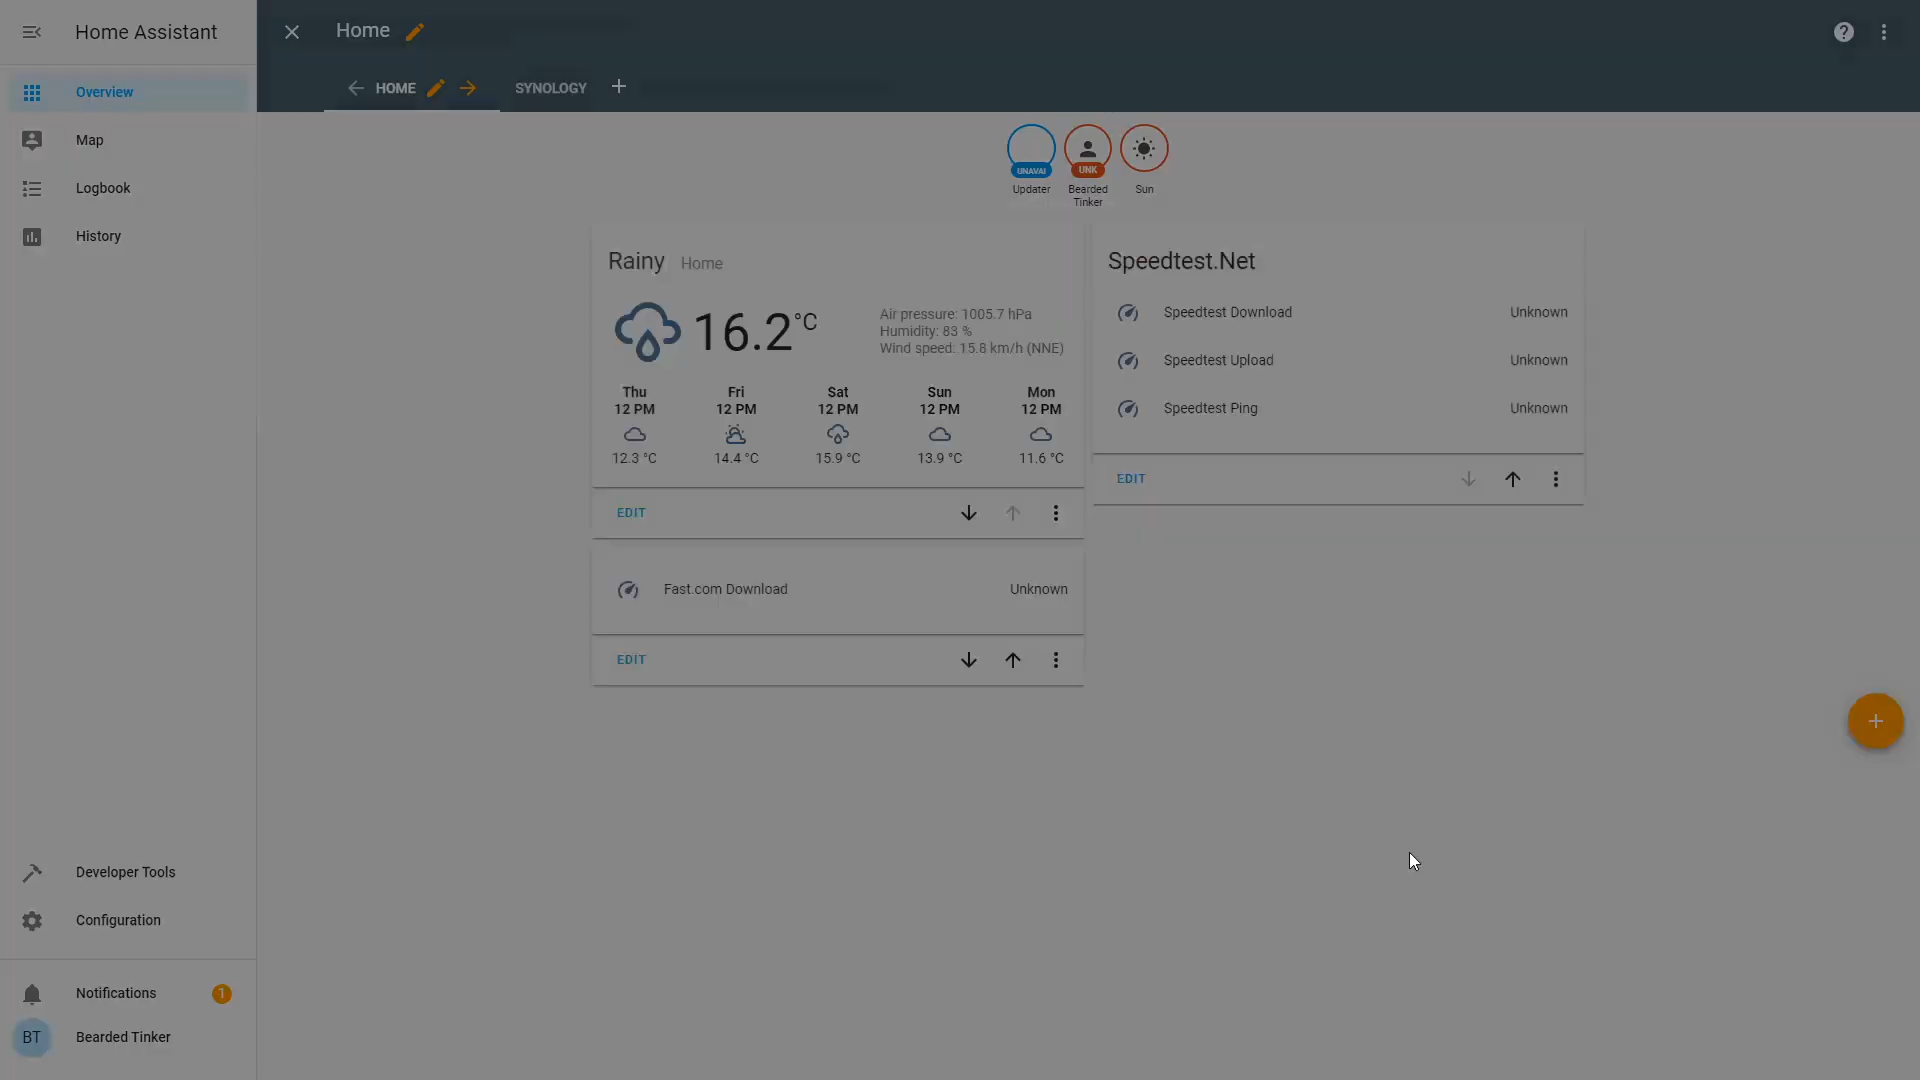 Home Assistant
Home
HOME
SYNOLOGY
Overview
Map
Logbook
History
UNAVAI
UNK
Updater
Bearded
Tinker
Sun
Rainy Home
16.2 °C
Air pressure: 1005.7 hPa
Humidity: 83 %
Wind speed: 15.8 km/h (NNE)
Thu Fri Sat Sun Mon
12 PM 12 PM 12 PM 12 PM 12 PM
12.3 °C 14.4 °C 15.9 °C 13.9 °C 11.6 °C
EDIT
Fast.com Download Unknown
EDIT
Speedtest.Net
Speedtest Download Unknown
Speedtest Upload Unknown
Speedtest Ping Unknown
EDIT
Developer Tools
Configuration
Notifications 1
BT Bearded Tinker